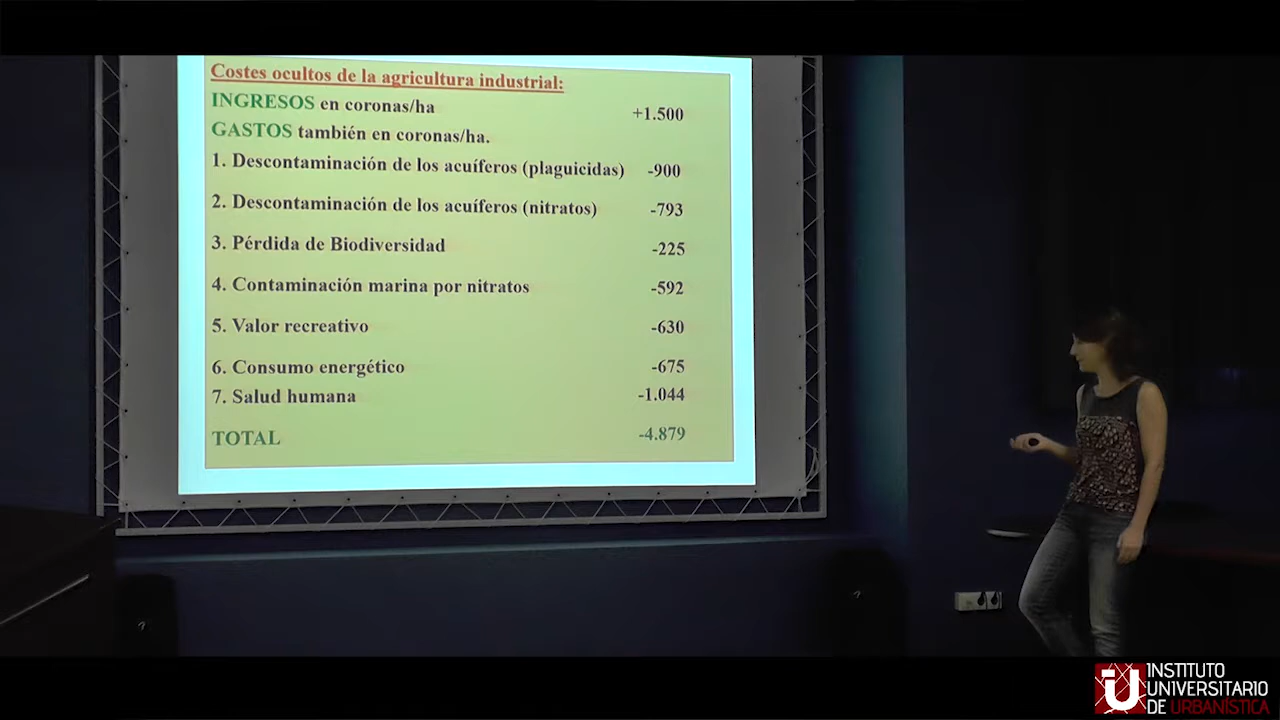 Costes ocultos de la agricultura industrial:
INGRESOS en coronas/ha +1.500
GASTOS también en coronas/ha.
1. Descontaminación de los acuíferos (plaguicidas) -900
2. Descontaminación de los acuíferos (nitratos) -793
3. Pérdida de Biodiversidad -225
4. Contaminación marina por nitratos -592
5. Valor recreativo -630
6. Consumo energético -675
7. Salud humana -1.044
TOTAL -4.879
INSTITUTO
UNIVERSITARIO
DE URBANÍSTICA